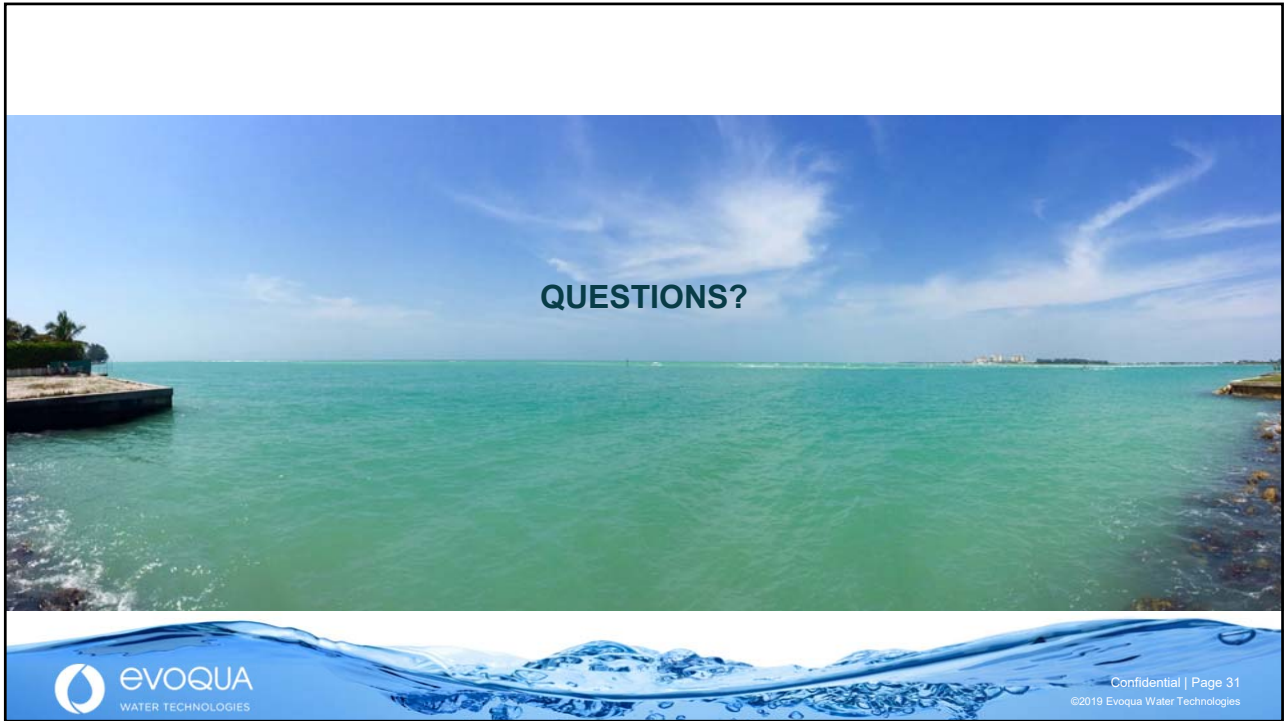 QUESTIONS?
evoqua
WATER TECHNOLOGIES
Confidential | Page 31
©2019 Evoqua Water Technologies